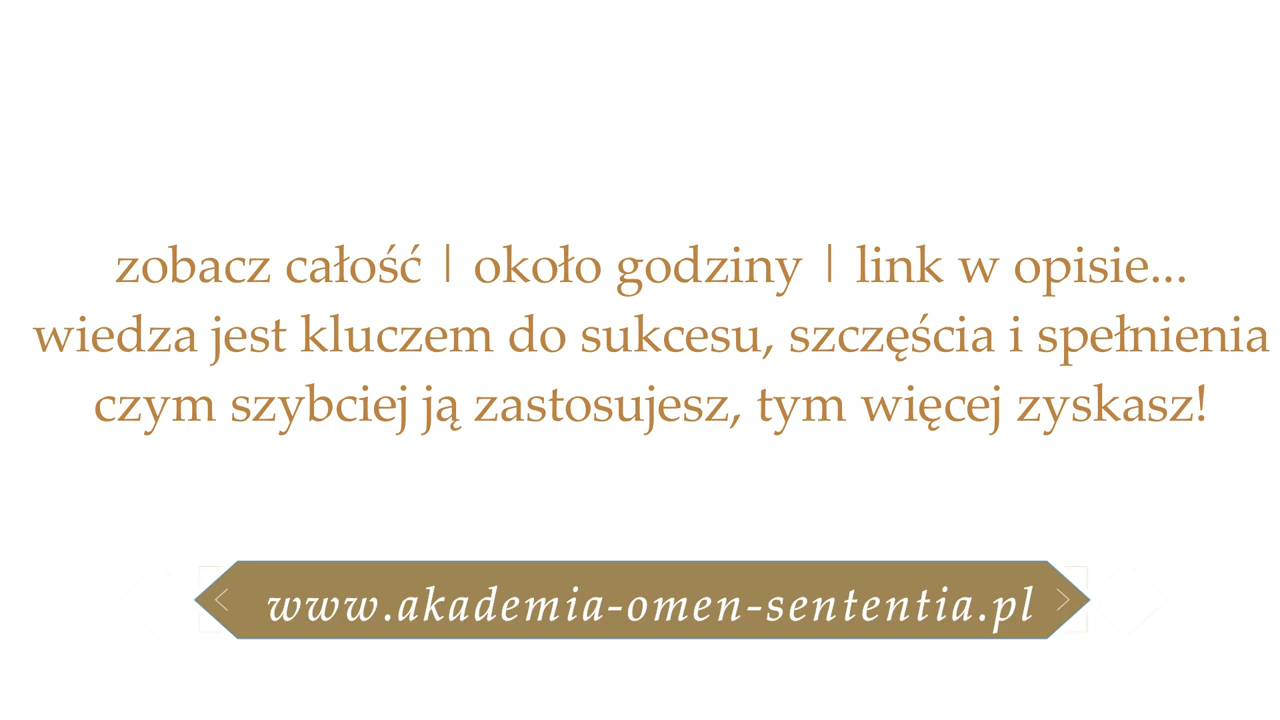 zobacz całość | około godziny | link w opisie...
wiedza jest kluczem do sukcesu, szczęścia i spełnienia
czym szybciej ją zastosujesz, tym więcej zyskasz!
www.akademia-omen-sententia.pl